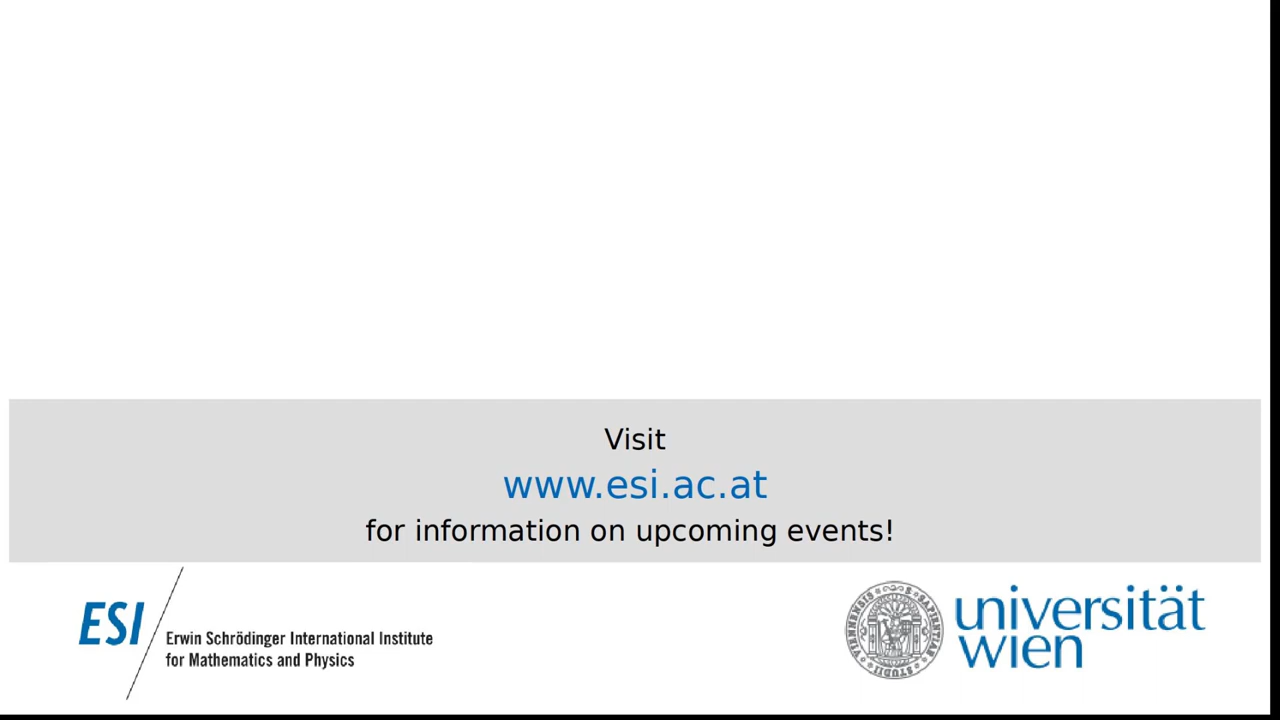 Visit
www.esi.ac.at
for information on upcoming events!
ESI
Erwin Schrödinger International Institute
for Mathematics and Physics
universität
wien